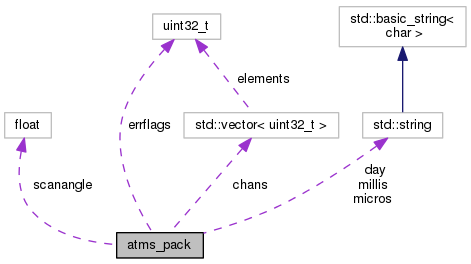 std::basic_string<
char >
uint32_t
elements
float
errflags
std::vector< uint32_t >
std::string
scanangle
chans
day
millis
micros
atms_pack